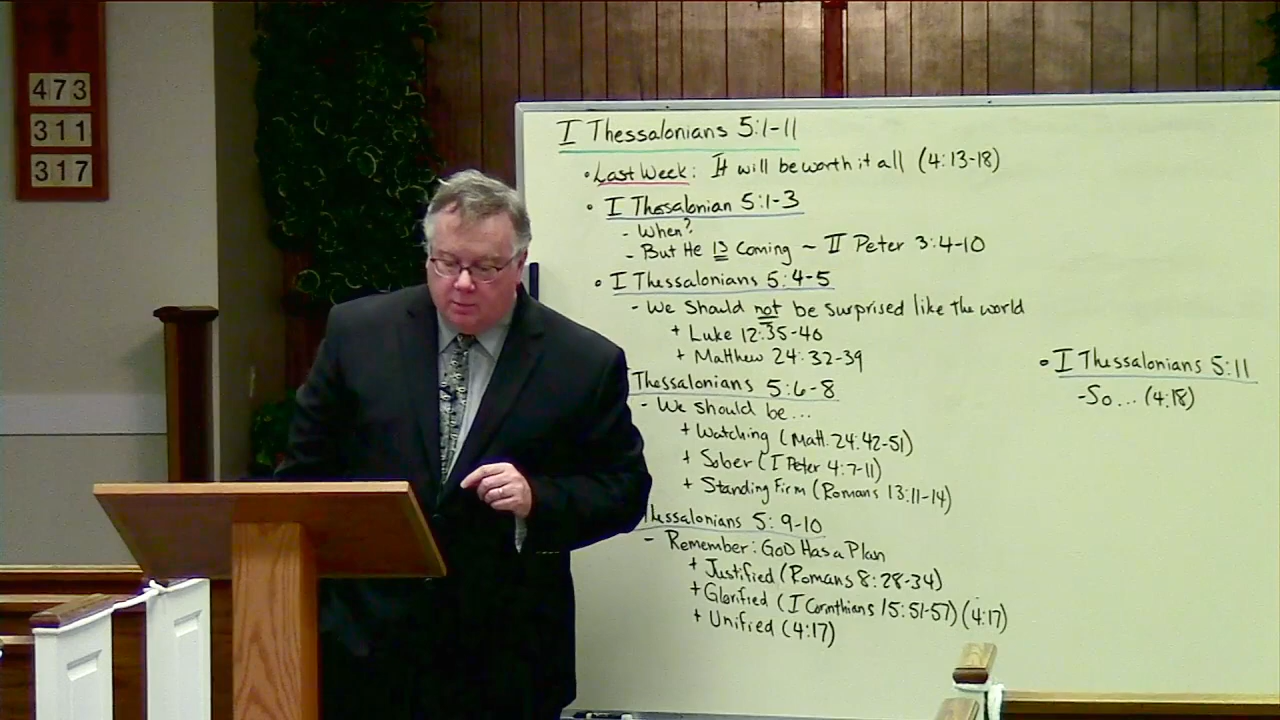 473
311
317
I Thessalonians 5:1-11
• Last Week: It will be worth it all (4:13-18)
• I Thessalonian 5:1-3
- When?
- But He is Coming ~ II Peter 3:4-10
• I Thessalonians 5:4-5
- We Should not be Surprised like the world
+ Luke 12:35-40
+ Matthew 24:32-39
Thessalonians 5:6-8
- We Should be...
+ Watching (Matt. 24:42-51)
+ Sober (I Peter 4:7-11)
+ Standing Firm (Romans 13:11-14)
Thessalonians 5:9-10
- Remember: God Has a Plan
+ Justified (Romans 8:28-34)
+ Glorified (I Corinthians 15:51-57) (4:17)
+ Unified (4:17)
• I Thessalonians 5:11
- So... (4:18)